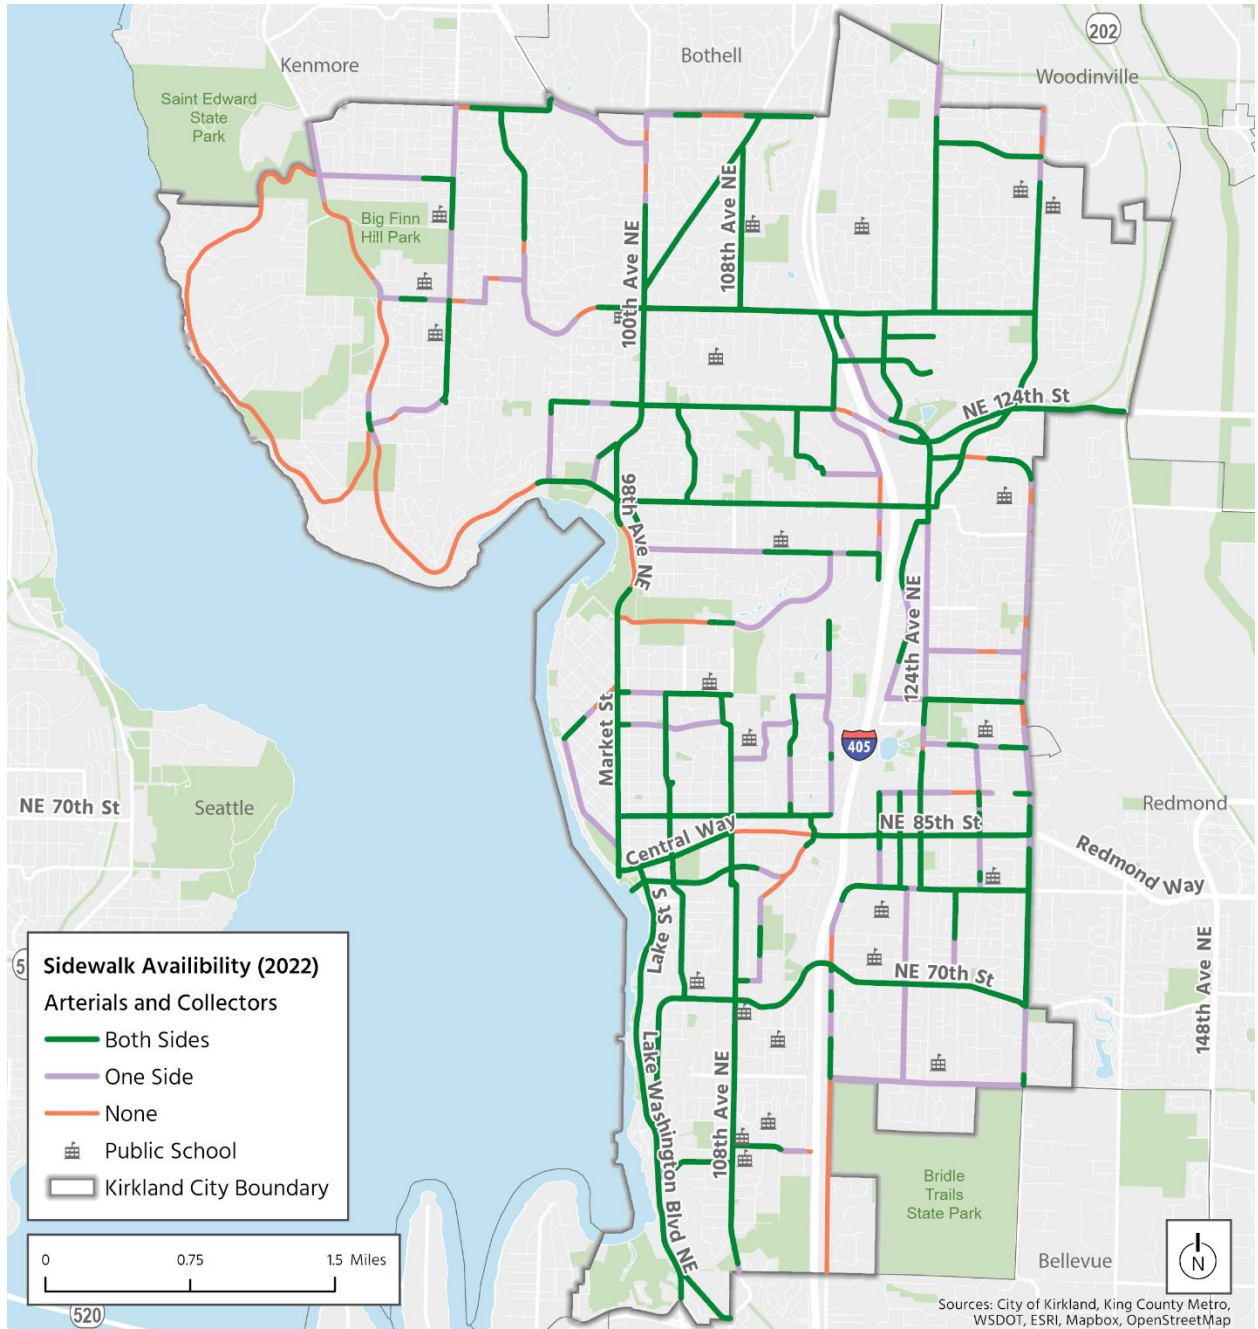 202
Kenmore
Bothell
Woodinville
Saint Edward
State
Park
Big Finn
Hill Park
100th Ave NE
108th Ave NE
NE 124th St
98th Ave NE
124th Ave NE
Market St
405
NE 70th St
Seattle
Redmond
NE 85th St
Central Way
Redmond Way
Lake St S
NE 70th St
148th Ave NE
Lake Washington Blvd NE
108th Ave NE
Bridle
Trails
State Park
Bellevue
5
Sidewalk Availibility (2022)
Arterials and Collectors
Both Sides
One Side
None
Public School
Kirkland City Boundary
0 0.75 1.5 Miles
520
N
Sources: City of Kirkland, King County Metro,
WSDOT, ESRI, Mapbox, OpenStreetMap